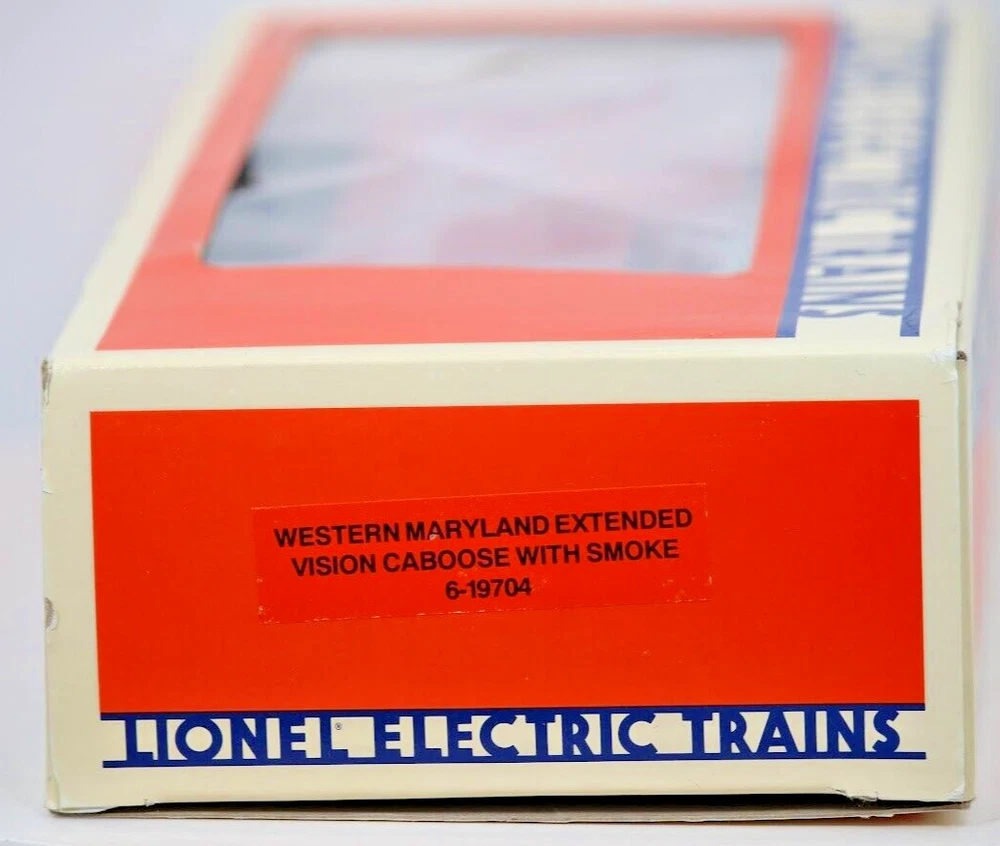 WESTERN MARYLAND EXTENDED
VISION CABOOSE WITH SMOKE
6-19704
LIONEL® ELECTRIC TRAINS